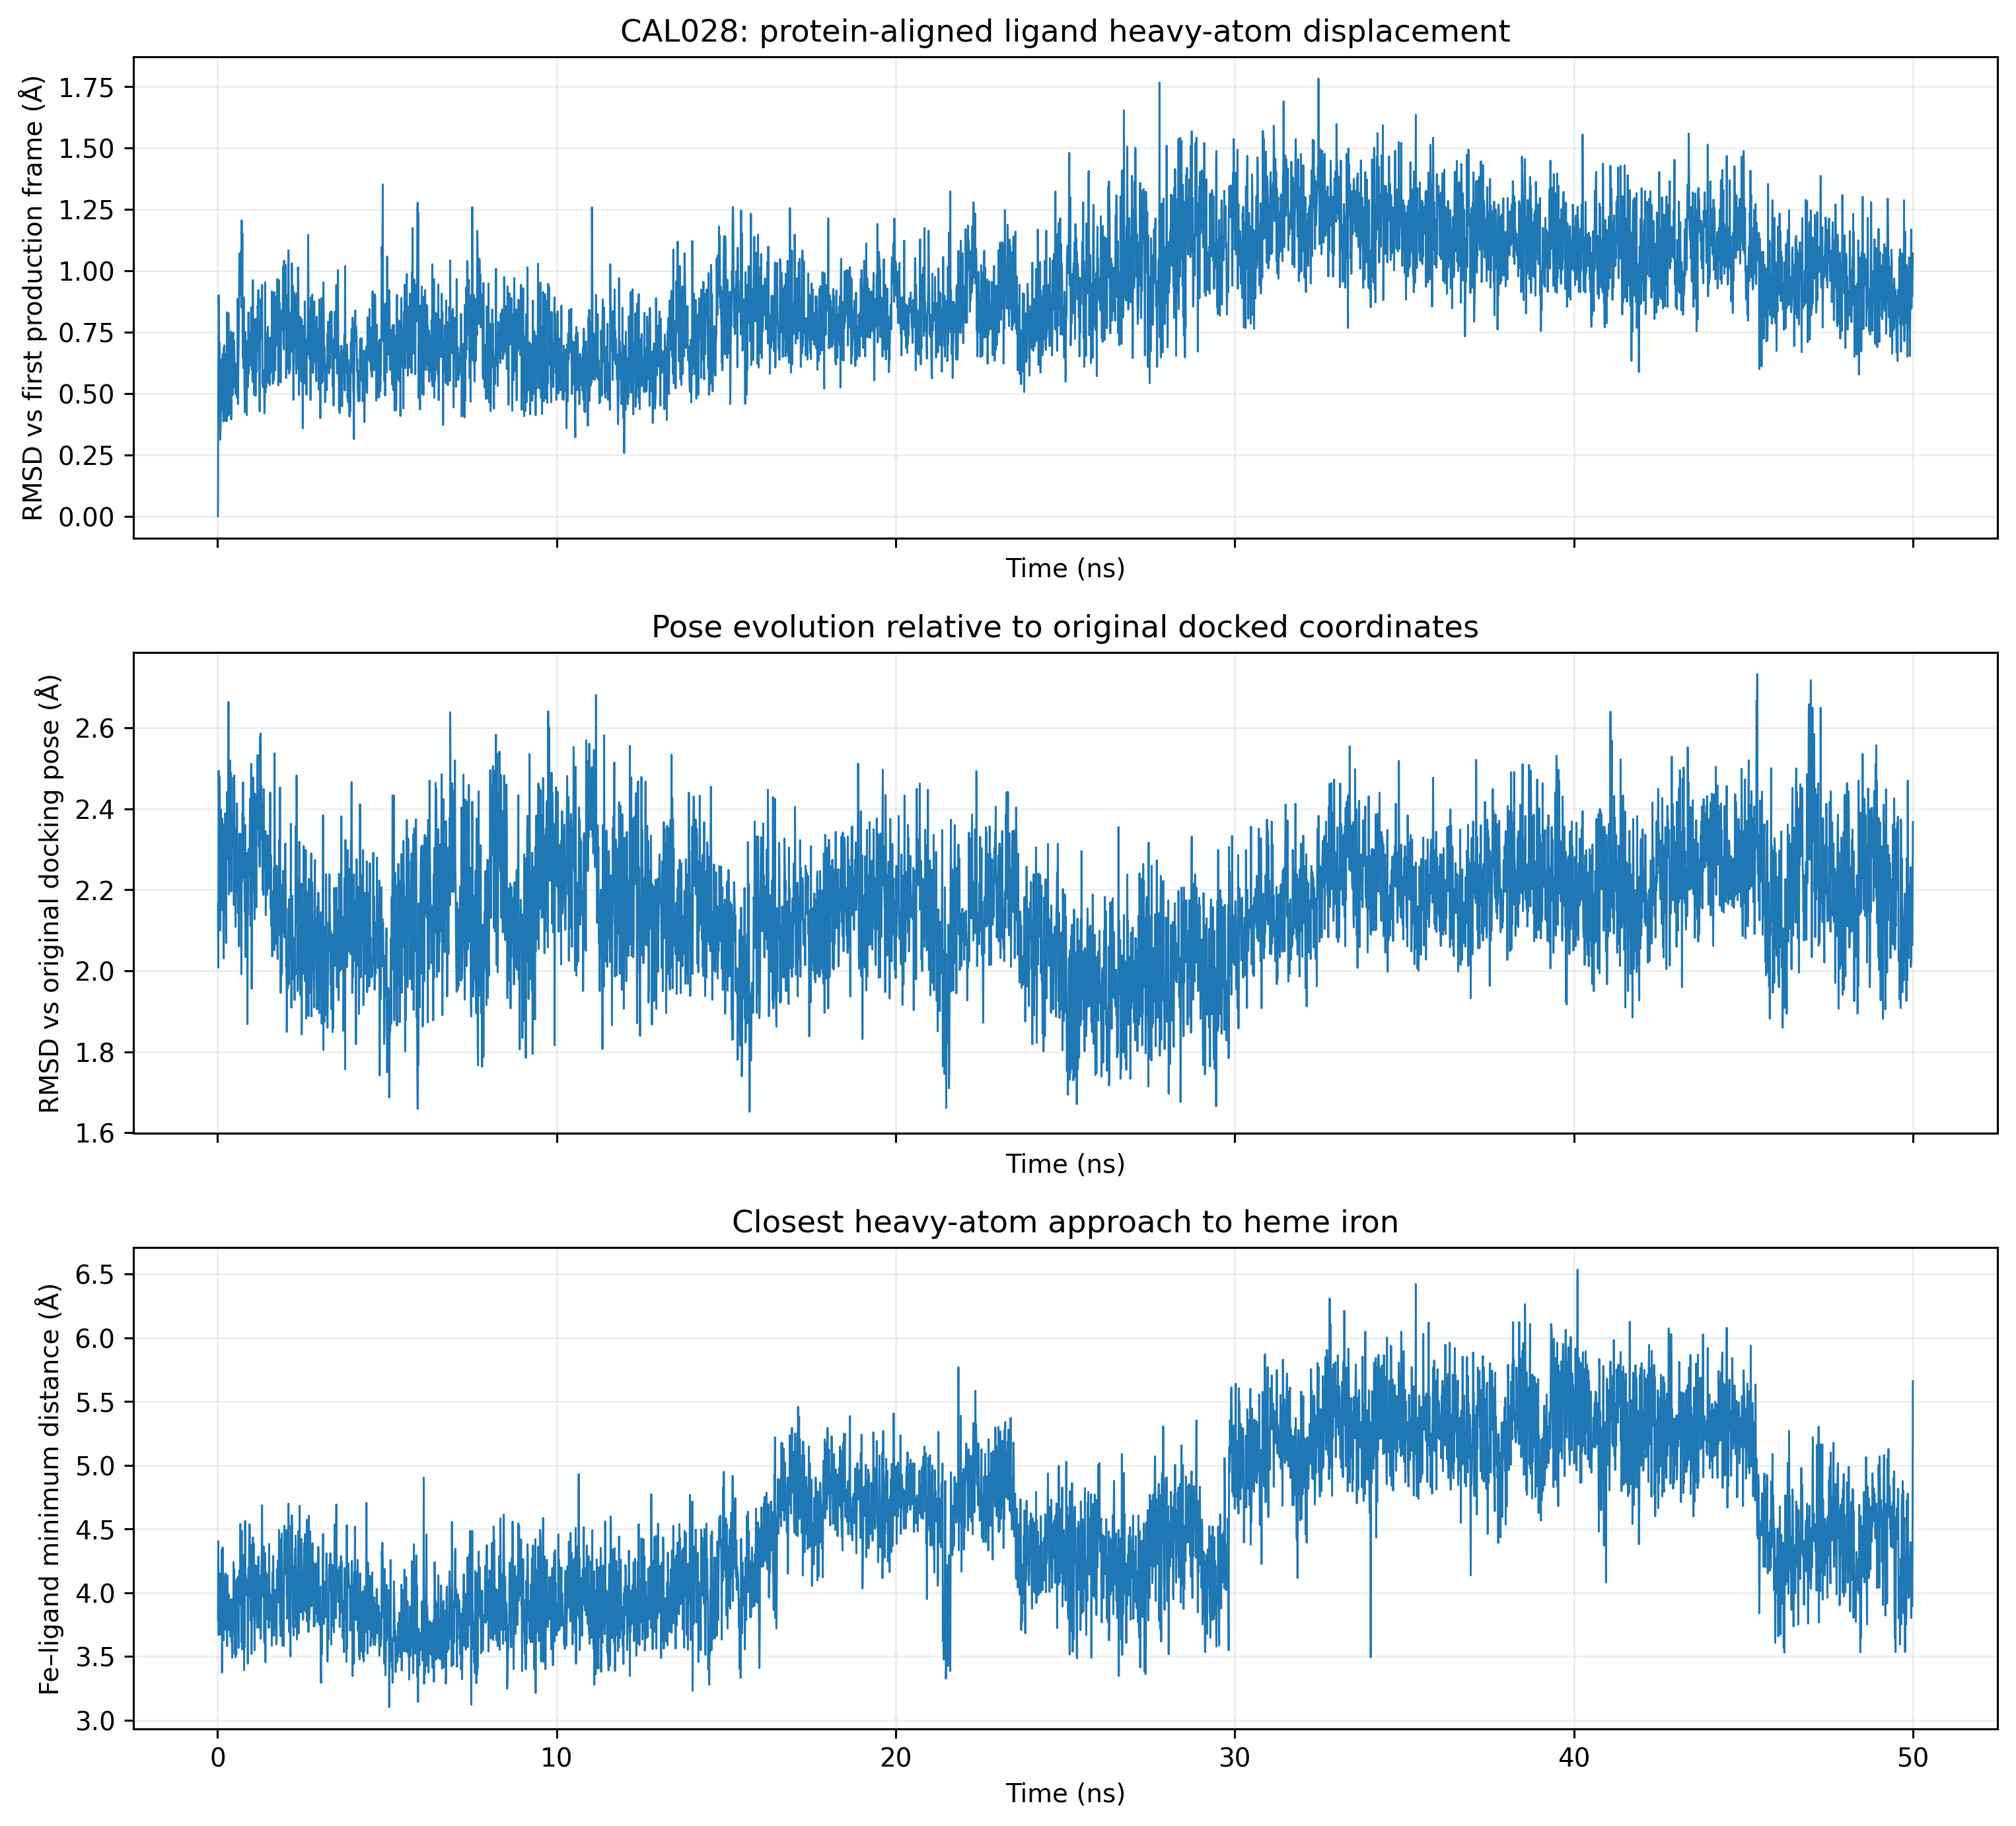 CAL028: protein-aligned ligand heavy-atom displacement
RMSD vs first production frame (Å)
1.75
1.50
1.25
1.00
0.75
0.50
0.25
0.00
Time (ns)
Pose evolution relative to original docked coordinates
RMSD vs original docking pose (Å)
2.6
2.4
2.2
2.0
1.8
1.6
Time (ns)
Closest heavy-atom approach to heme iron
Fe–ligand minimum distance (Å)
6.5
6.0
5.5
5.0
4.5
4.0
3.5
3.0
0 10 20 30 40 50
Time (ns)